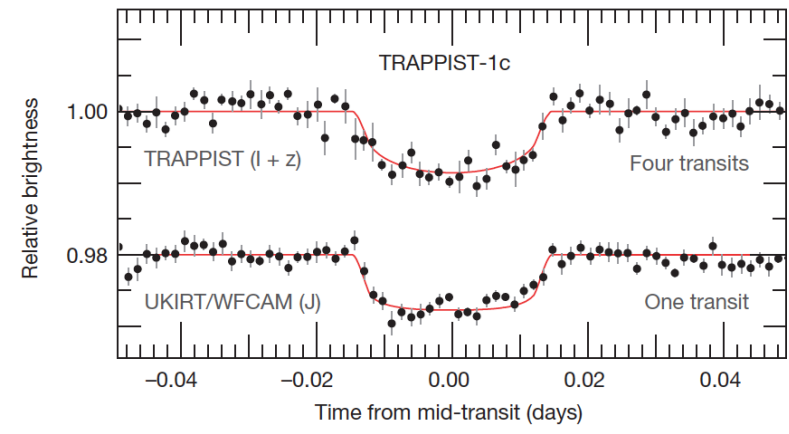 TRAPPIST-1c
Relative brightness
1.00
TRAPPIST (I + z)
Four transits
0.98
UKIRT/WFCAM (J)
One transit
−0.04 −0.02 0.00 0.02 0.04
Time from mid-transit (days)